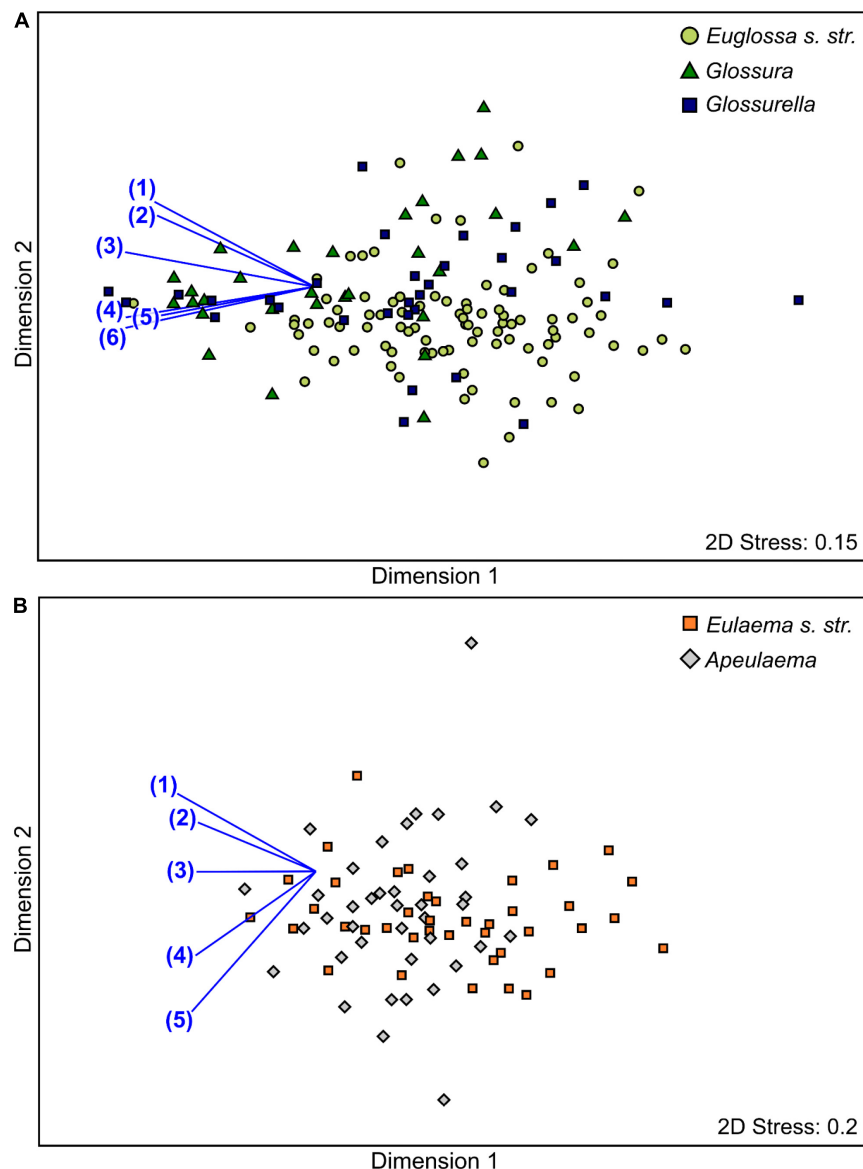 A
Euglossa s. str.
Glossura
Glossurella
(1)
(2)
(3)
(4)
(5)
(6)
Dimension 2
2D Stress: 0.15
Dimension 1
B
Eulaema s. str.
Apeulaema
(1)
(2)
(3)
(4)
(5)
Dimension 2
2D Stress: 0.2
Dimension 1